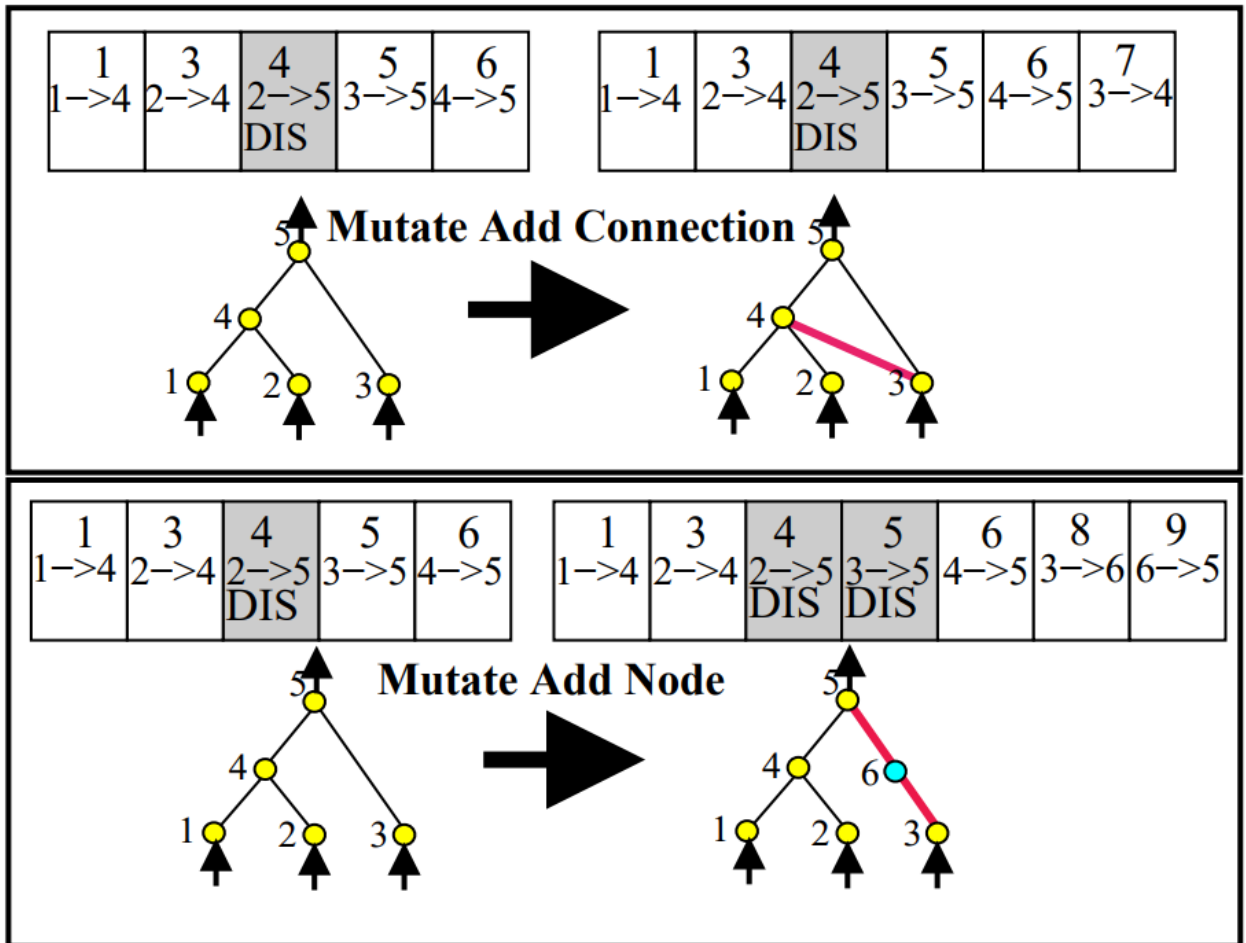 1 3 4 5 6
1->4 2->4 2->5 3->5 4->5
DIS
1 3 4 5 6 7
1->4 2->4 2->5 3->5 4->5 3->4
DIS
Mutate Add Connection
5
4
1 2 3
5
4
1 2 3
1 3 4 5 6
1->4 2->4 2->5 3->5 4->5
DIS
1 3 4 5 6 8 9
1->4 2->4 2->5 3->5 4->5 3->6 6->5
DIS DIS
Mutate Add Node
5
4
1 2 3
5
4 6
1 2 3